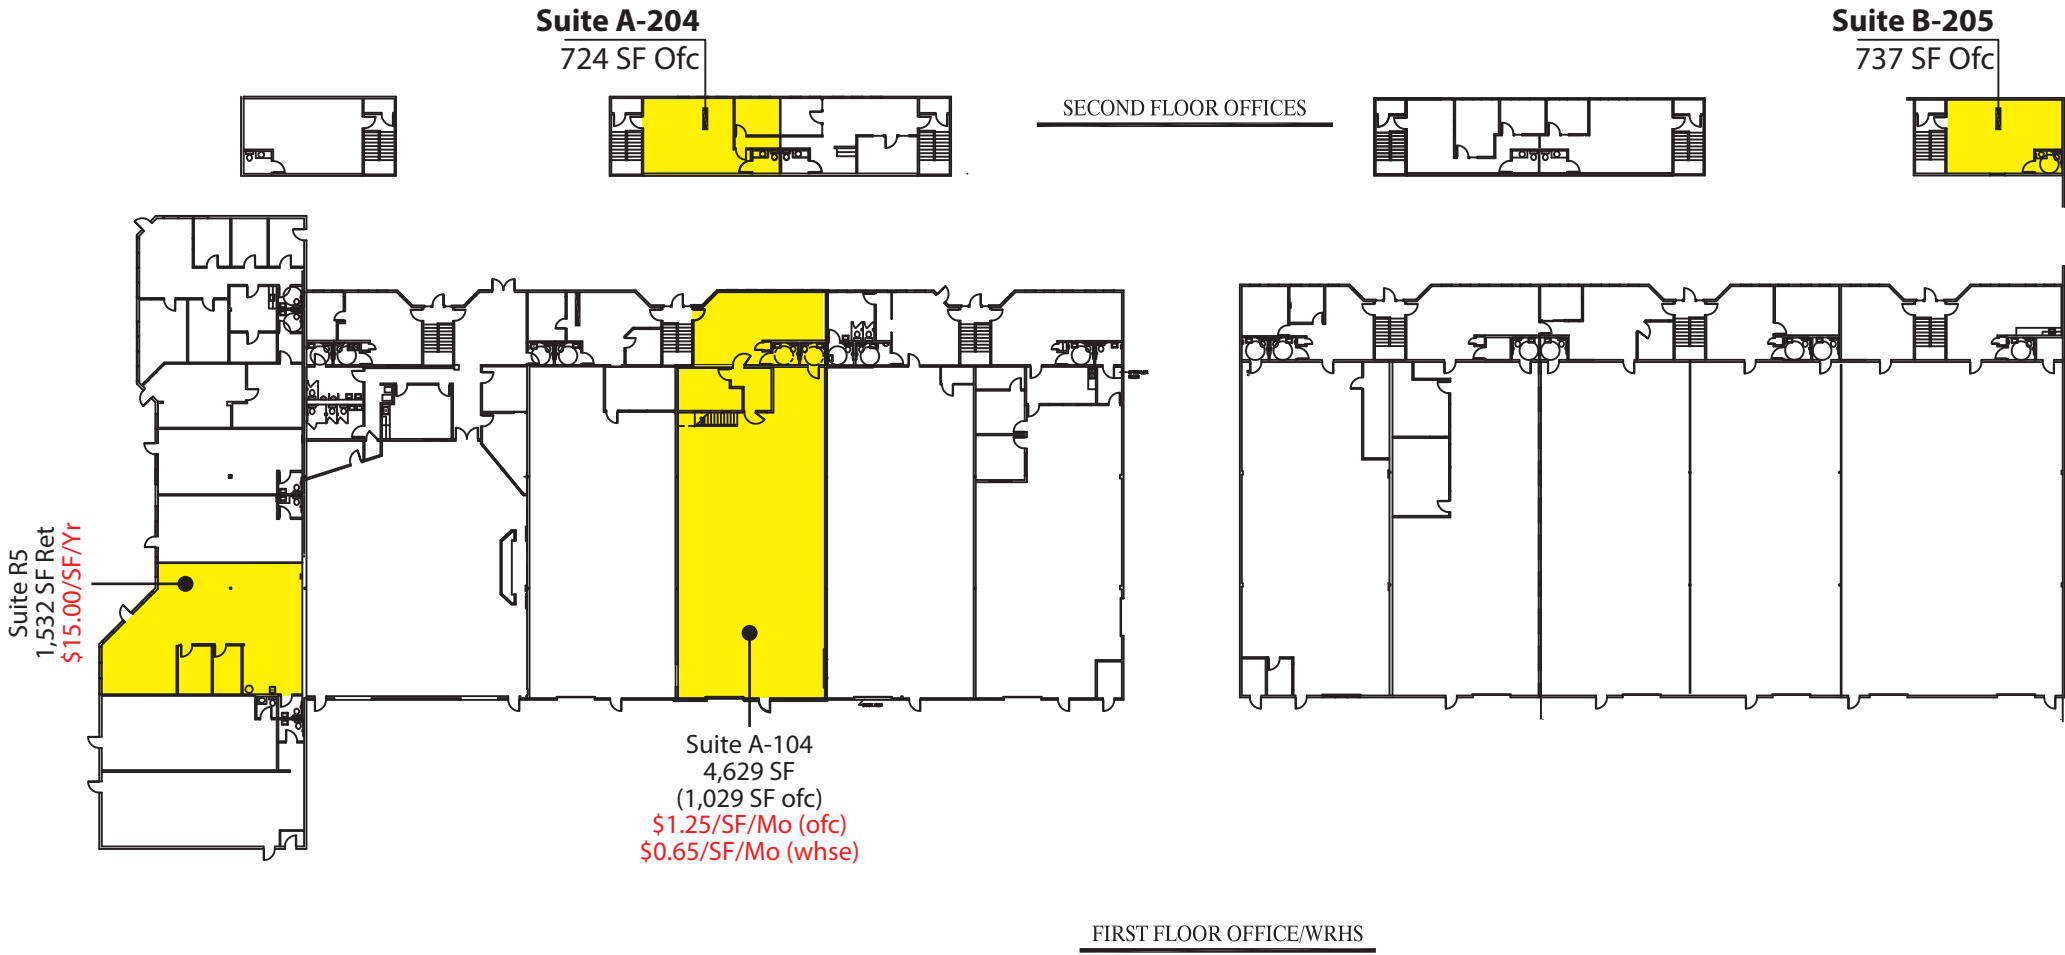 Suite A-204
724 SF Ofc
Suite B-205
737 SF Ofc
SECOND FLOOR OFFICES
Suite R5
1,532 SF Ret
$15.00/SF/Yr
Suite A-104
4,629 SF
(1,029 SF ofc)
$1.25/SF/Mo (ofc)
$0.65/SF/Mo (whse)
FIRST FLOOR OFFICE/WRHS